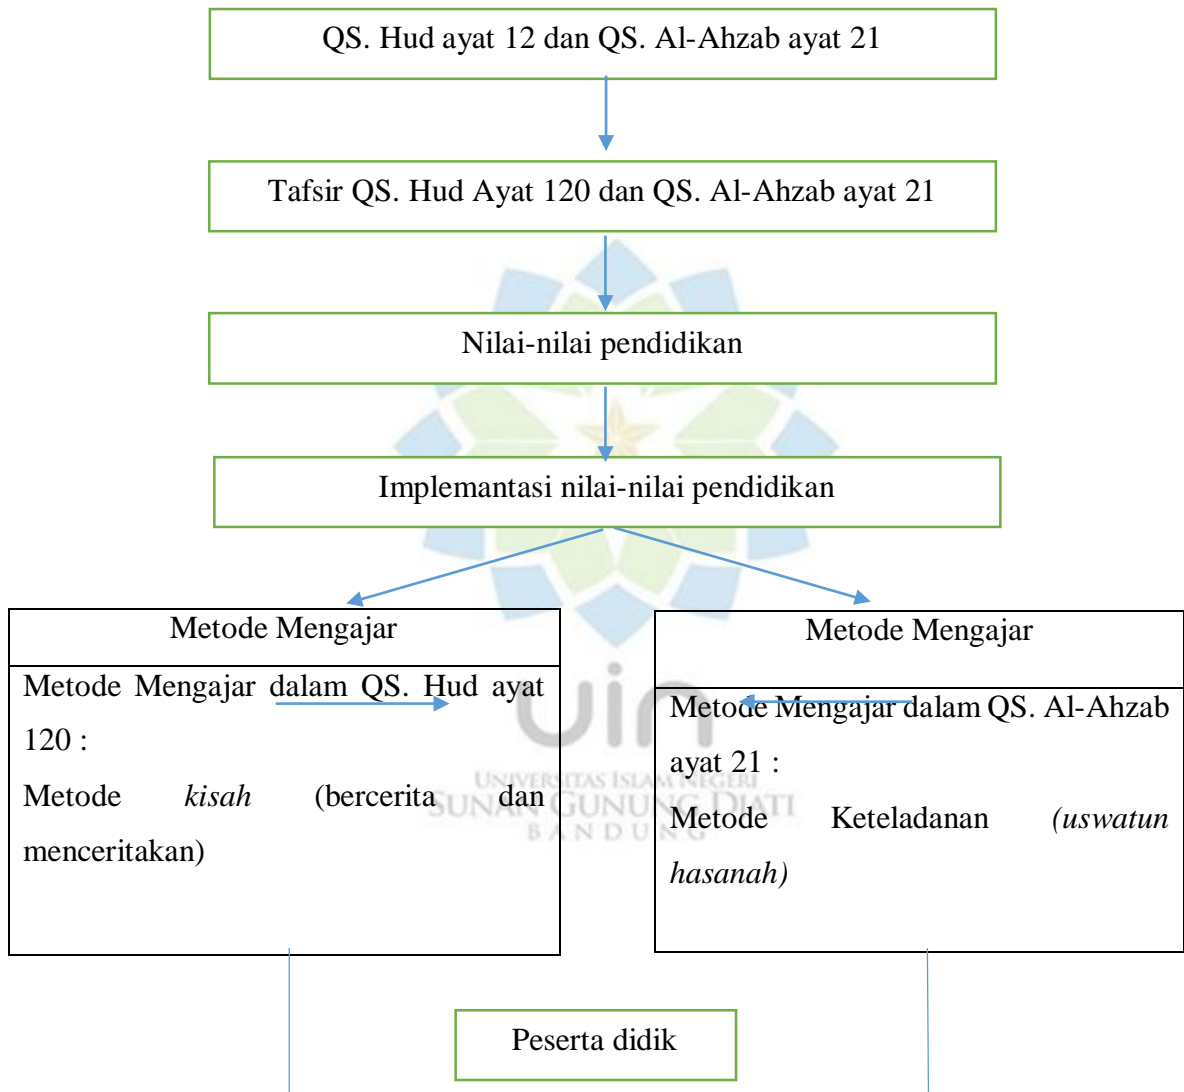 QS. Hud ayat 12 dan QS. Al-Ahzab ayat 21
Tafsir QS. Hud Ayat 120 dan QS. Al-Ahzab ayat 21
Nilai-nilai pendidikan
Implemantasi nilai-nilai pendidikan
Metode Mengajar
Metode Mengajar dalam QS. Hud ayat
120 :
Metode kisah (bercerita dan
menceritakan)
Metode Mengajar
Metode Mengajar dalam QS. Al-Ahzab
ayat 21 :
Metode Keteladanan (uswatun
hasanah)
uin
UNIVERSITAS ISLAM NEGERI
SUNAN GUNUNG DJATI
BANDUNG
Peserta didik